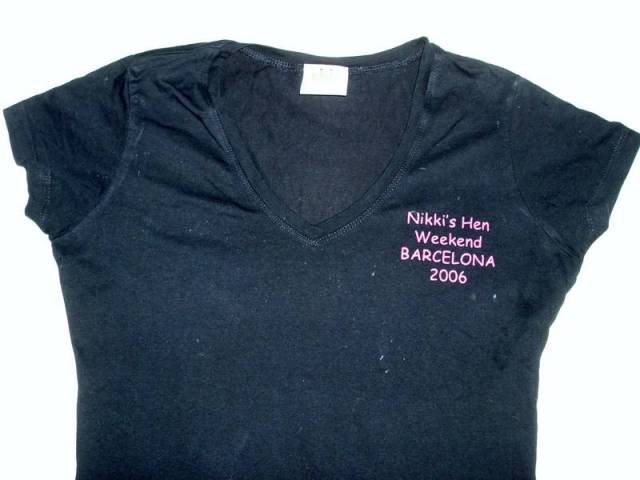 Nikki's Hen
Weekend
BARCELONA
2006